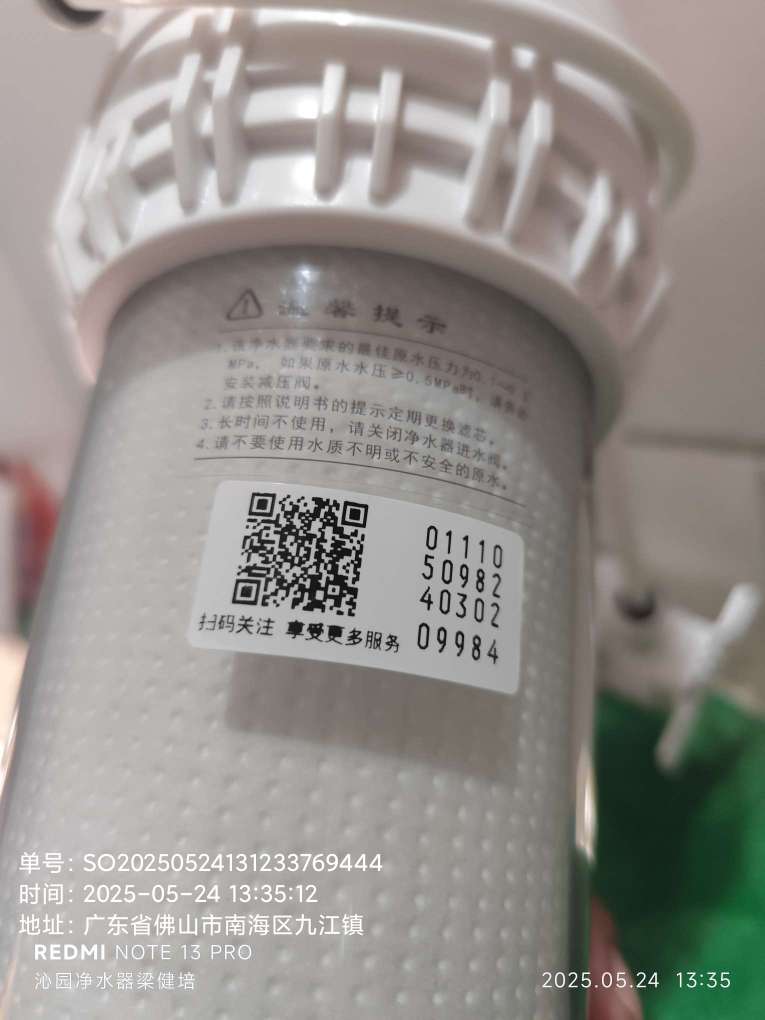 温馨提示
1.该净水器要求的最佳原水压力为0.1-0.
MPa, 如果原水水压≥0.6MPa时,请
安装减压阀。
2.请按照说明书的提示定期更换滤芯。
3.长时间不使用,请关闭净水器进水阀。
4.请不要使用水质不明或不安全的原水。
01110
50982
40302
09984
扫码关注 享受更多服务
单号: SO20250524131233769444
时间: 2025-05-24 13:35:12
地址: 广东省佛山市南海区九江镇
REDMI NOTE 13 PRO
沁园净水器梁健培
2025.05.24 13:35